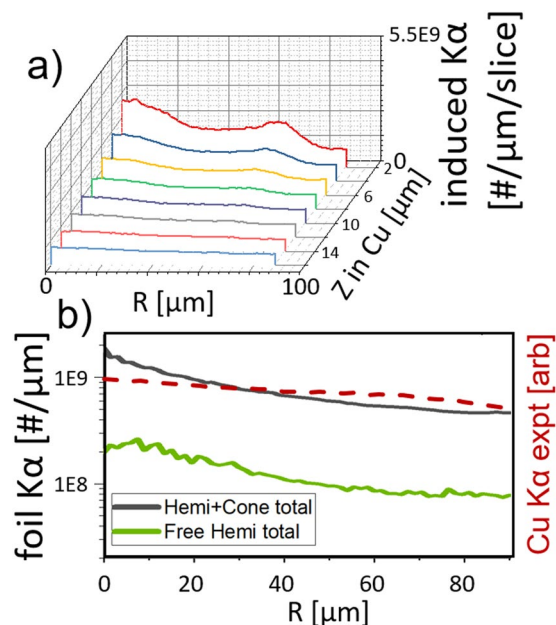 a)
5.5E9
0
induced Kα
[#/μm/slice]
2
6
10
14
Z in Cu [μm]
0
100
R [μm]
b)
1E9
1E8
foil Kα [#/μm]
Cu Kα expt [arb]
Hemi+Cone total
Free Hemi total
0
20
40
60
80
R [μm]